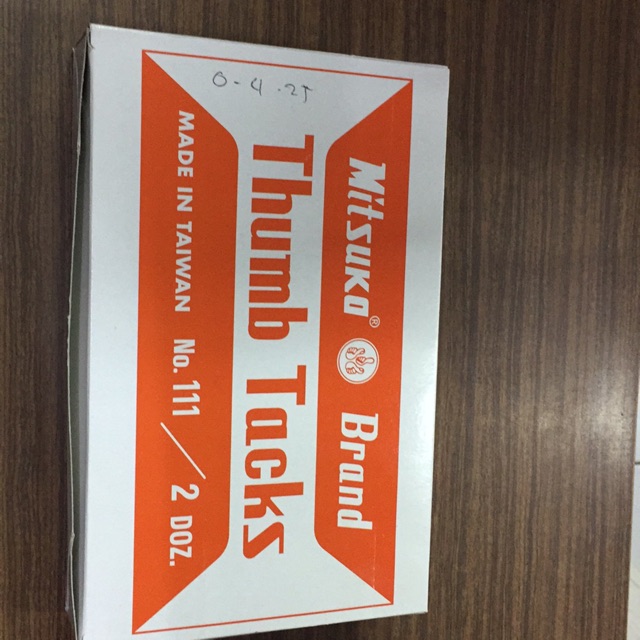 0-4.25
Mitsuko® Brand
Thumb Tacks
MADE IN TAIWAN No. 111/2 DOZ.